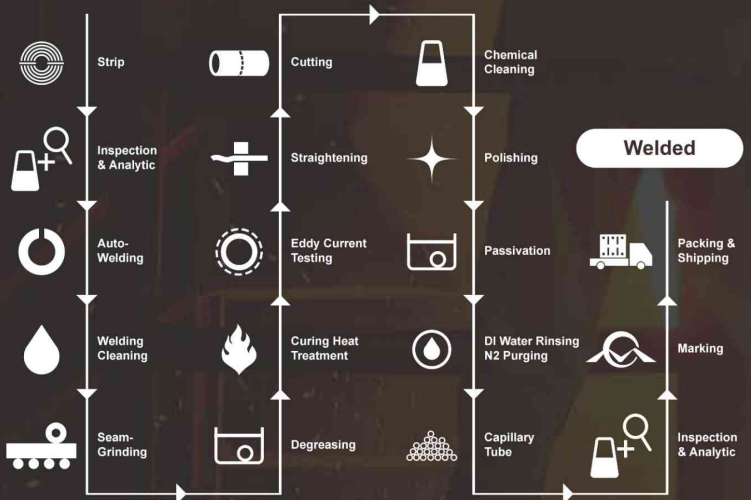 Strip
Inspection
& Analytic
Auto-
Welding
Welding
Cleaning
Seam-
Grinding
Degreasing
Curing Heat
Treatment
Eddy Current
Testing
Straightening
Cutting
Chemical
Cleaning
Polishing
Passivation
DI Water Rinsing
N2 Purging
Capillary
Tube
Inspection
& Analytic
Marking
Packing &
Shipping
Welded